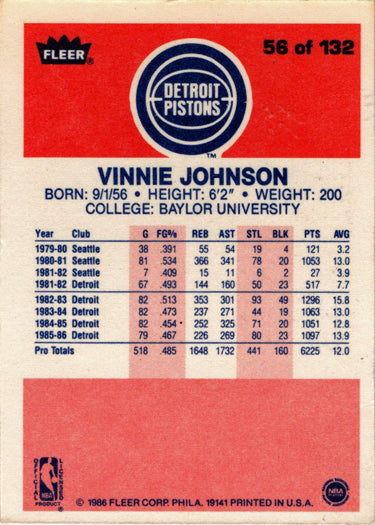 FLEER®
56 of 132
DETROIT
PISTONS
TM
VINNIE JOHNSON
BORN: 9/1/56 • HEIGHT: 6'2" • WEIGHT: 200
COLLEGE: BAYLOR UNIVERSITY
Year Club G FG% REB AST STL BLK PTS AVG
1979-80 Seattle 38 .391 55 54 19 4 121 3.2
1980-81 Seattle 81 .534 366 341 78 20 1053 13.0
1981-82 Seattle 7 .409 15 11 6 2 27 3.9
1981-82 Detroit 67 .493 144 160 50 23 517 7.7
1982-83 Detroit 82 .513 353 301 93 49 1296 15.8
1983-84 Detroit 82 .473 237 271 44 19 1063 13.0
1984-85 Detroit 82 .454 252 325 71 20 1051 12.8
1985-86 Detroit 79 .467 226 269 80 23 1097 13.9
Pro Totals 518 .485 1648 1732 441 160 6225 12.0
OFFICIAL LICENSED
NBA
PRODUCT
NBA
© 1986 FLEER CORP. PHILA. 19141 PRINTED IN U.S.A.